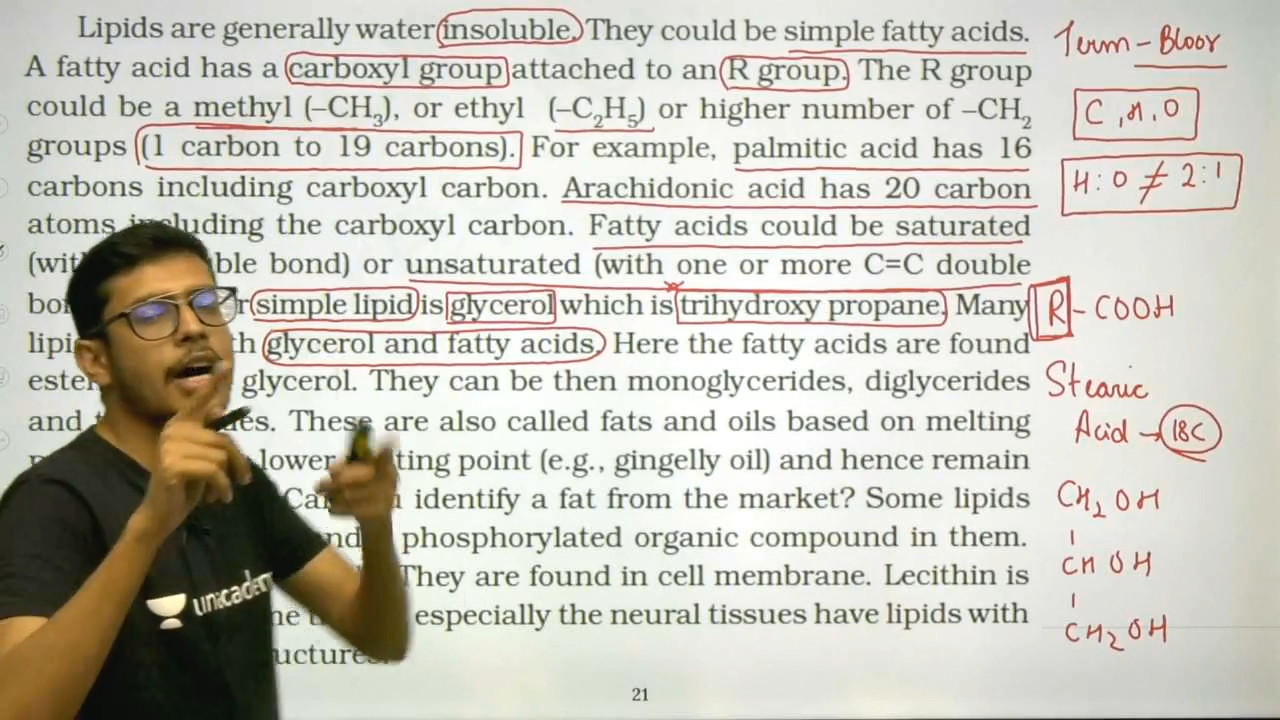 Lipids are generally water insoluble. They could be simple fatty acids.
A fatty acid has a carboxyl group attached to an R group. The R group
could be a methyl (–CH₃), or ethyl (–C₂H₅) or higher number of –CH₂
groups (1 carbon to 19 carbons). For example, palmitic acid has 16
carbons including carboxyl carbon. Arachidonic acid has 20 carbon
atoms including the carboxyl carbon. Fatty acids could be saturated
ble bond) or unsaturated (with one or more C=C double
simple lipid is glycerol which is trihydroxy propane. Many
glycerol and fatty acids. Here the fatty acids are found
glycerol. They can be then monoglycerides, diglycerides
and es. These are also called fats and oils based on melting
lower ting point (e.g., gingelly oil) and hence remain
identify a fat from the market? Some lipids
phosphorylated organic compound in them.
They are found in cell membrane. Lecithin is
especially the neural tissues have lipids with
uctures.
21
Term - Bloor
C, H, O
H : O ≠ 2 : 1
R - COOH
Stearic
Acid → 18C
CH₂ OH
|
CH OH
|
CH₂ OH
unacadem